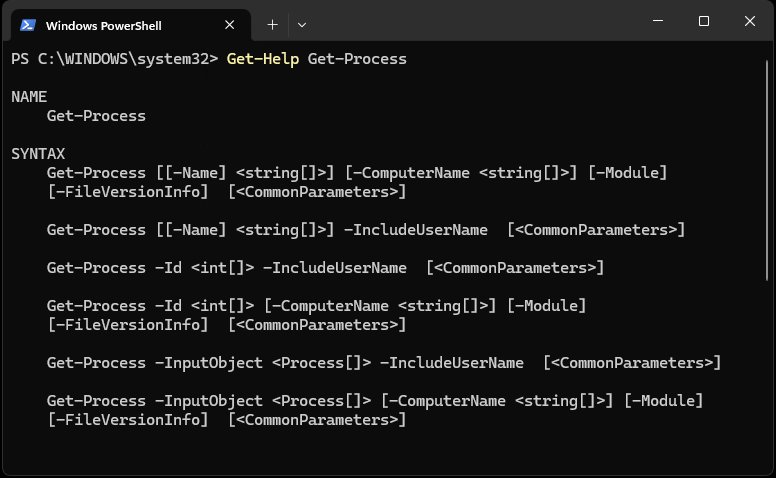 Windows PowerShell
PS C:\WINDOWS\system32> Get-Help Get-Process
NAME
    Get-Process
SYNTAX
    Get-Process [[-Name] <string[]>] [-ComputerName <string[]>] [-Module]
    [-FileVersionInfo]  [<CommonParameters>]
    Get-Process [[-Name] <string[]>] -IncludeUserName  [<CommonParameters>]
    Get-Process -Id <int[]> -IncludeUserName  [<CommonParameters>]
    Get-Process -Id <int[]> [-ComputerName <string[]>] [-Module]
    [-FileVersionInfo]  [<CommonParameters>]
    Get-Process -InputObject <Process[]> -IncludeUserName  [<CommonParameters>]
    Get-Process -InputObject <Process[]> [-ComputerName <string[]>] [-Module]
    [-FileVersionInfo]  [<CommonParameters>]